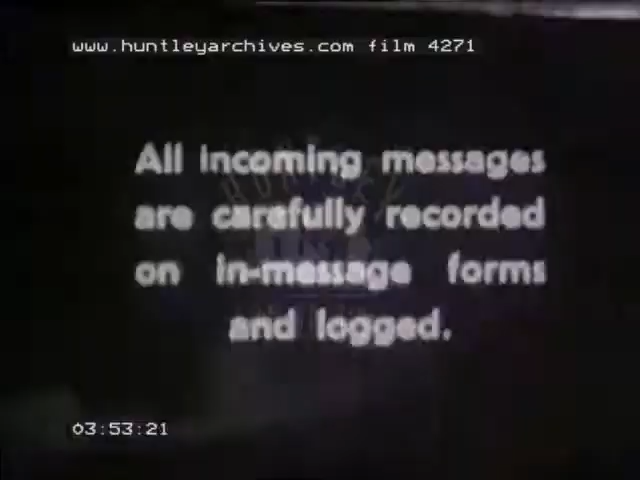 www.huntleyarchives.com film 4271
All incoming messages
are carefully recorded
on in-message forms
and logged.
03:53:21